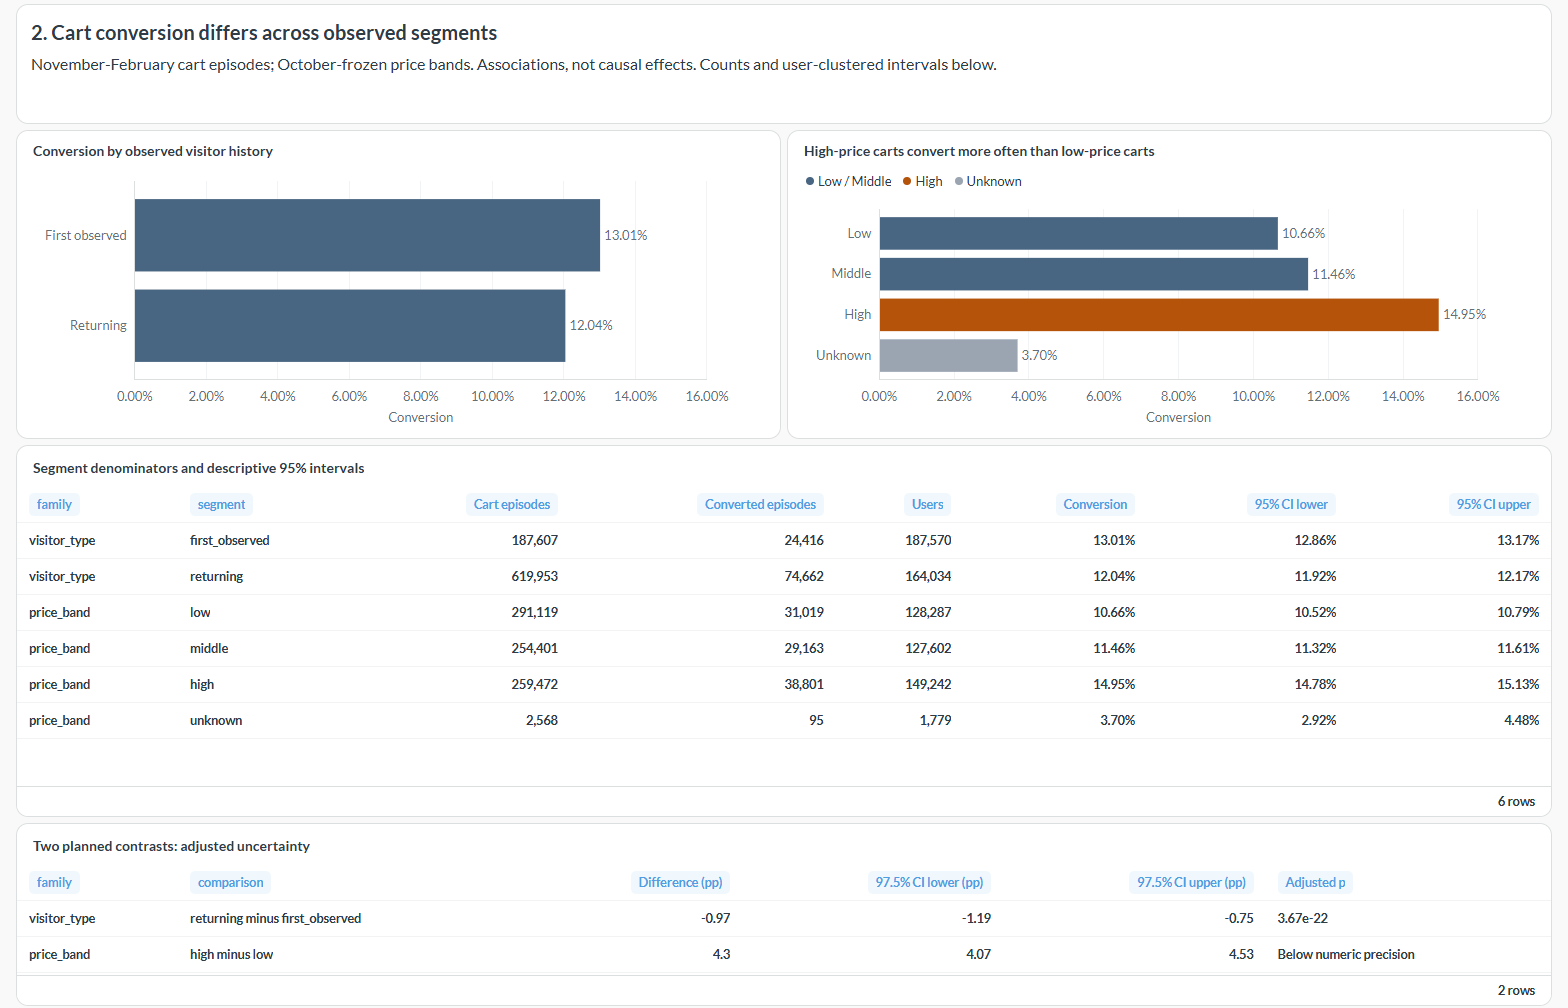 2. Cart conversion differs across observed segments
November-February cart episodes; October-frozen price bands. Associations, not causal effects. Counts and user-clustered intervals below.
Conversion by observed visitor history
First observed
13.01%
Returning
12.04%
0.00% 2.00% 4.00% 6.00% 8.00% 10.00% 12.00% 14.00% 16.00%
Conversion
High-price carts convert more often than low-price carts
Low / Middle High Unknown
Low 10.66%
Middle 11.46%
High 14.95%
Unknown 3.70%
0.00% 2.00% 4.00% 6.00% 8.00% 10.00% 12.00% 14.00% 16.00%
Conversion
Segment denominators and descriptive 95% intervals
family segment Cart episodes Converted episodes Users Conversion 95% CI lower 95% CI upper
visitor_type first_observed 187,607 24,416 187,570 13.01% 12.86% 13.17%
visitor_type returning 619,953 74,662 164,034 12.04% 11.92% 12.17%
price_band low 291,119 31,019 128,287 10.66% 10.52% 10.79%
price_band middle 254,401 29,163 127,602 11.46% 11.32% 11.61%
price_band high 259,472 38,801 149,242 14.95% 14.78% 15.13%
price_band unknown 2,568 95 1,779 3.70% 2.92% 4.48%
6 rows
Two planned contrasts: adjusted uncertainty
family comparison Difference (pp) 97.5% CI lower (pp) 97.5% CI upper (pp) Adjusted p
visitor_type returning minus first_observed -0.97 -1.19 -0.75 3.67e-22
price_band high minus low 4.3 4.07 4.53 Below numeric precision
2 rows